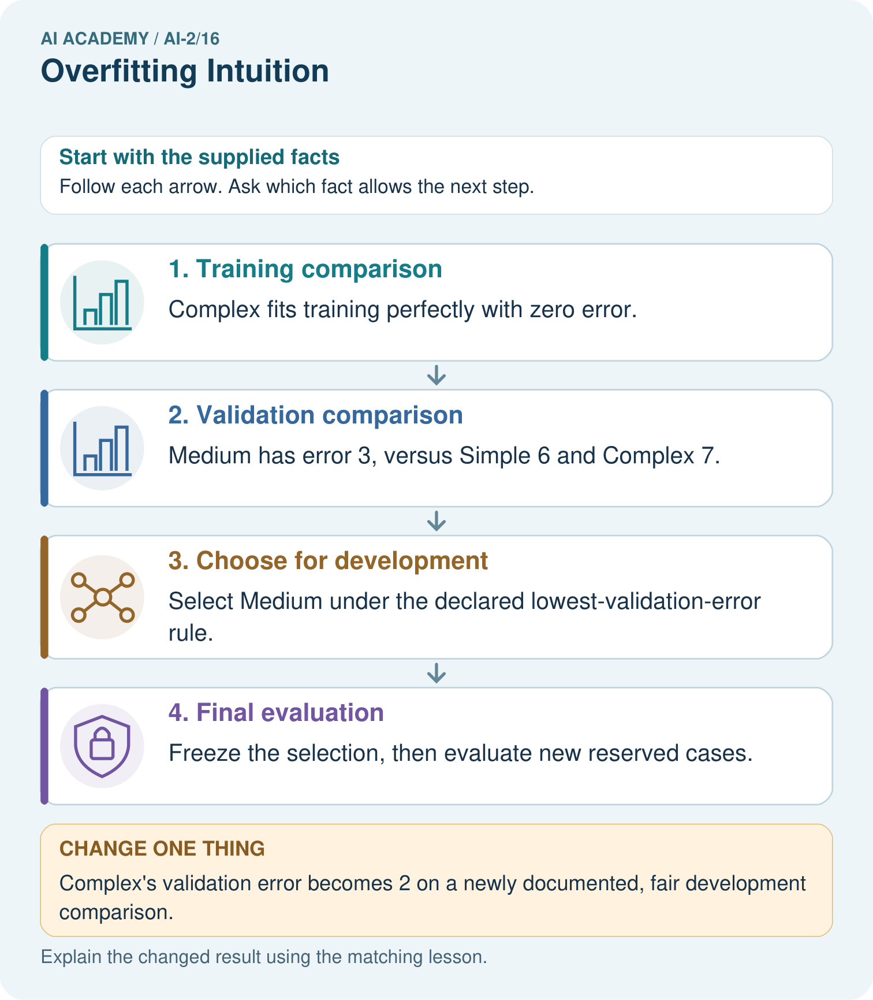 AI ACADEMY / AI-2/16
Overfitting Intuition
Start with the supplied facts
Follow each arrow. Ask which fact allows the next step.
1. Training comparison
Complex fits training perfectly with zero error.
2. Validation comparison
Medium has error 3, versus Simple 6 and Complex 7.
3. Choose for development
Select Medium under the declared lowest-validation-error
rule.
4. Final evaluation
Freeze the selection, then evaluate new reserved cases.
CHANGE ONE THING
Complex's validation error becomes 2 on a newly documented, fair development
comparison.
Explain the changed result using the matching lesson.